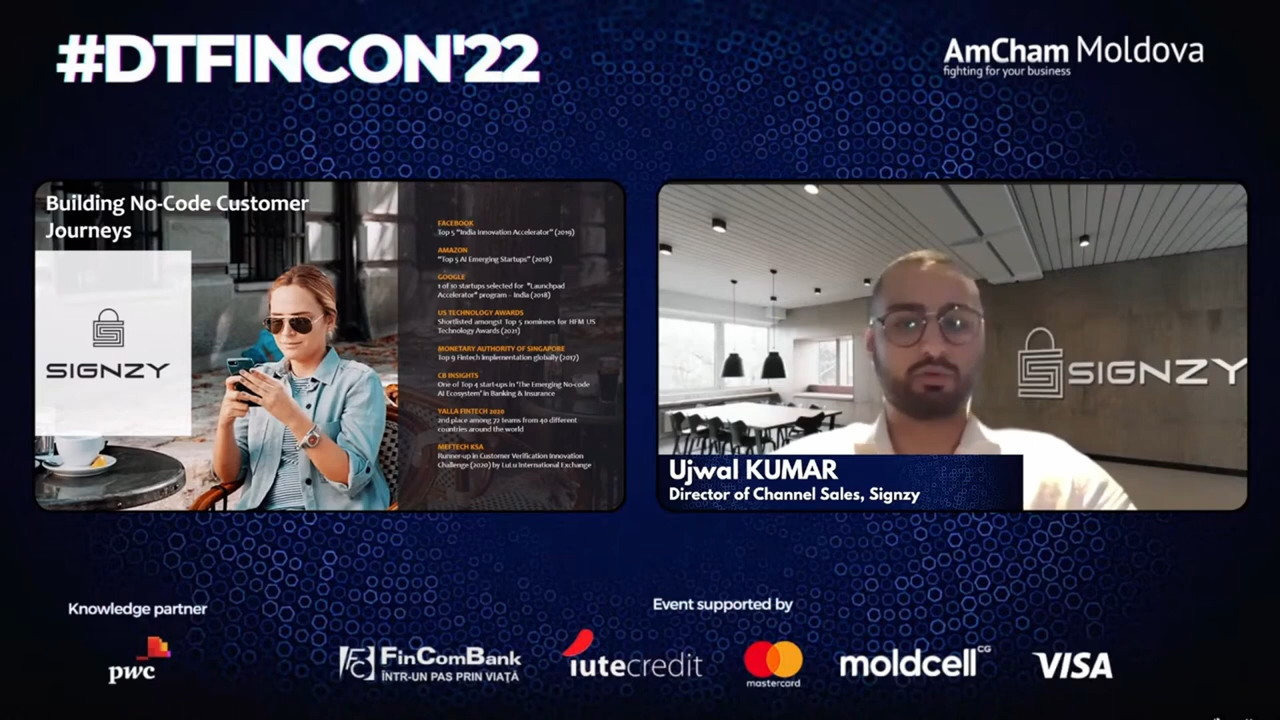 #DTFINCON'22
AmCham Moldova
fighting for your business
Building No-Code Customer
Journeys
SIGNZY
FACEBOOK
Top 5 "India Innovation Accelerator" (2019)
AMAZON
"Top 5 AI Emerging Startups" (2018)
GOOGLE
1 of 10 startups selected for "Launchpad
Accelerator" program – India (2018)
US TECHNOLOGY AWARDS
Shortlisted amongst Top 5 nominees for HFM US
Technology Awards (2021)
MONETARY AUTHORITY OF SINGAPORE
Top 9 Fintech implementation globally (2017)
CB INSIGHTS
One of Top 4 start-ups in 'The Emerging No-code
AI Ecosystem' in Banking & Insurance
YALLA FINTECH 2020
2nd place among 72 teams from 40 different
countries around the world
MEFTECH KSA
Runner-up in Customer Verification Innovation
Challenge (2020) by LuLu International Exchange
SIGNZY
Ujwal KUMAR
Director of Channel Sales, Signzy
Knowledge partner
Event supported by
pwc
FinComBank
ÎNTR-UN PAS PRIN VIAȚĂ
iutecredit
mastercard
moldcell CG
VISA